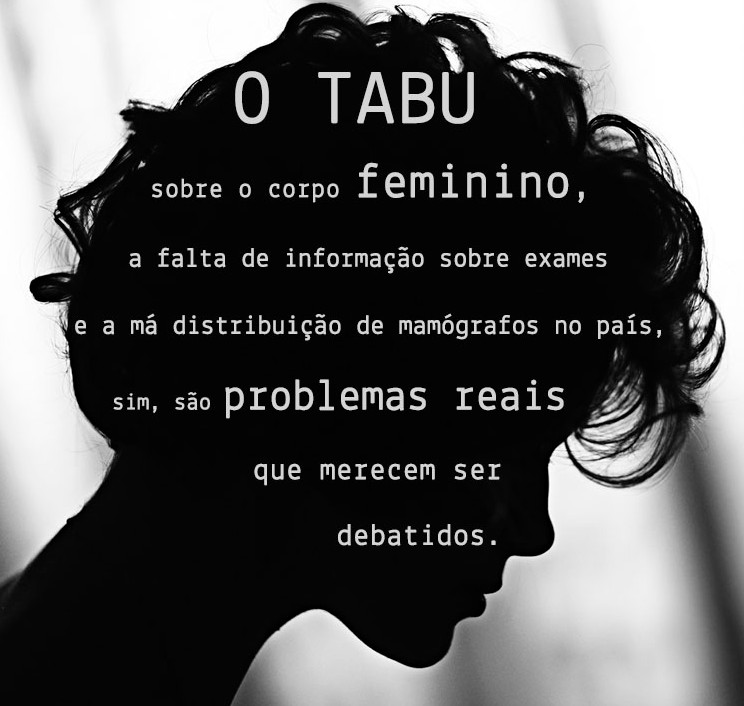 O TABU
sobre o corpo feminino,
a falta de informação sobre exames
e a má distribuição de mamógrafos no país,
sim, são problemas reais
que merecem ser
debatidos.